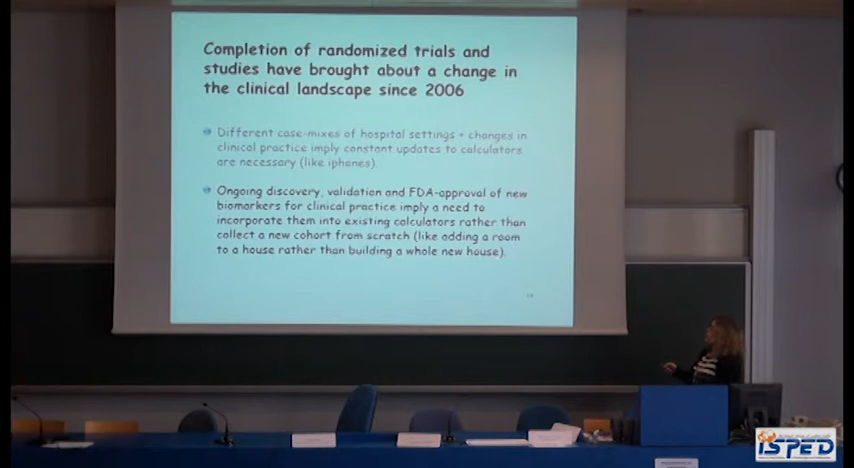 Completion of randomized trials and
studies have brought about a change in
the clinical landscape since 2006
Different case-mixes of hospital settings + changes in
clinical practice imply constant updates to calculators
are necessary (like iphones).
Ongoing discovery, validation and FDA-approval of new
biomarkers for clinical practice imply a need to
incorporate them into existing calculators rather than
collect a new cohort from scratch (like adding a room
to a house rather than building a whole new house).
ISPED